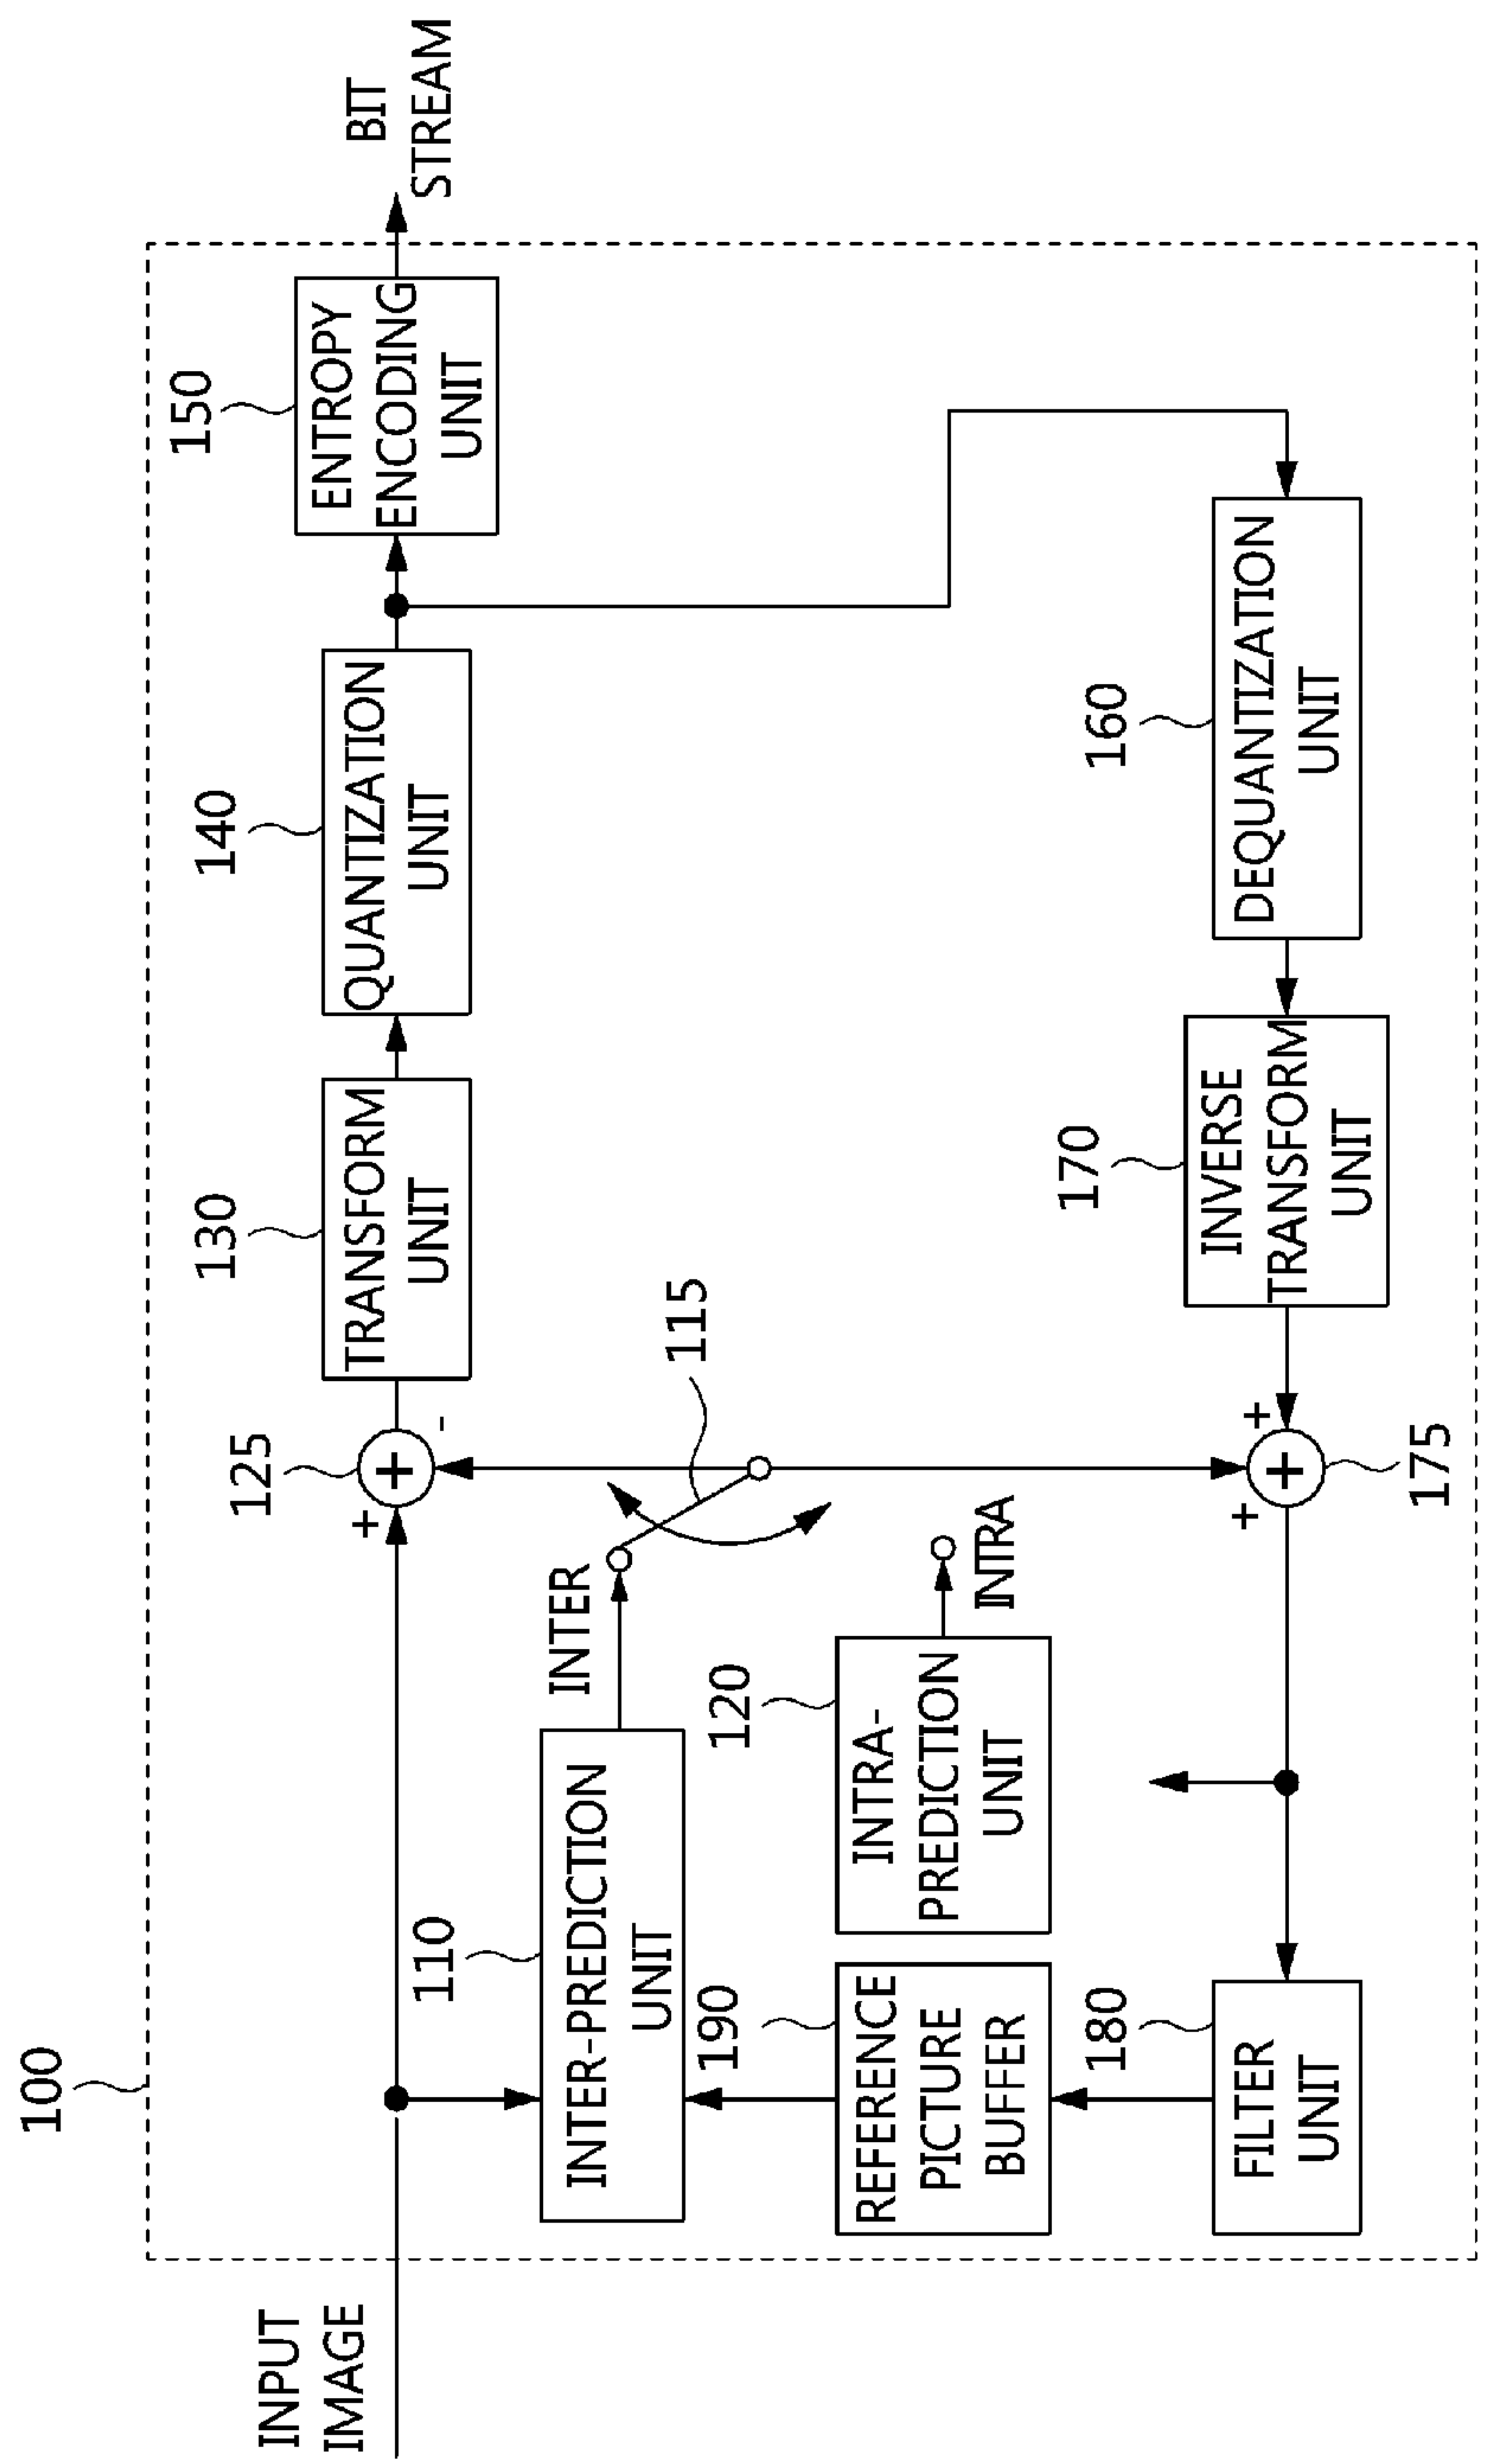 100
INPUT
IMAGE
125
+
-
+
130
TRANSFORM
UNIT
140
QUANTIZATION
UNIT
150
ENTROPY
ENCODING
UNIT
BIT
STREAM
110
INTER-PREDICTION
UNIT
INTER
115
190
REFERENCE
PICTURE
BUFFER
120
INTRA-
PREDICTION
UNIT
INTRA
180
FILTER
UNIT
+
+
+
175
170
INVERSE
TRANSFORM
UNIT
160
DEQUANTIZATION
UNIT